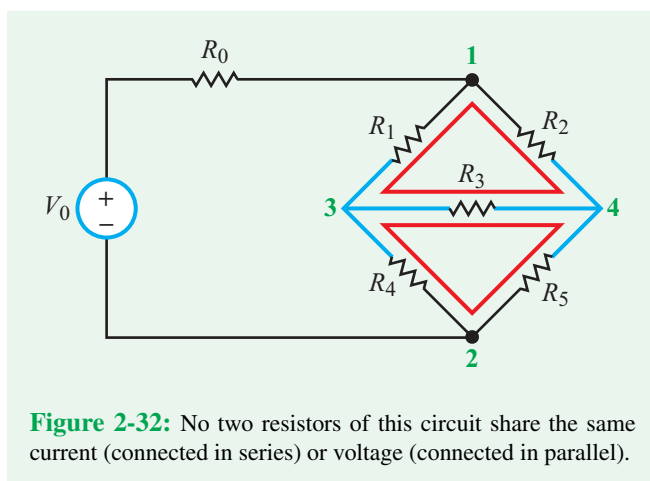 R0
1
R1
R2
R3
V0
+
−
3
4
R4
R5
2
Figure 2-32: No two resistors of this circuit share the same
current (connected in series) or voltage (connected in parallel).